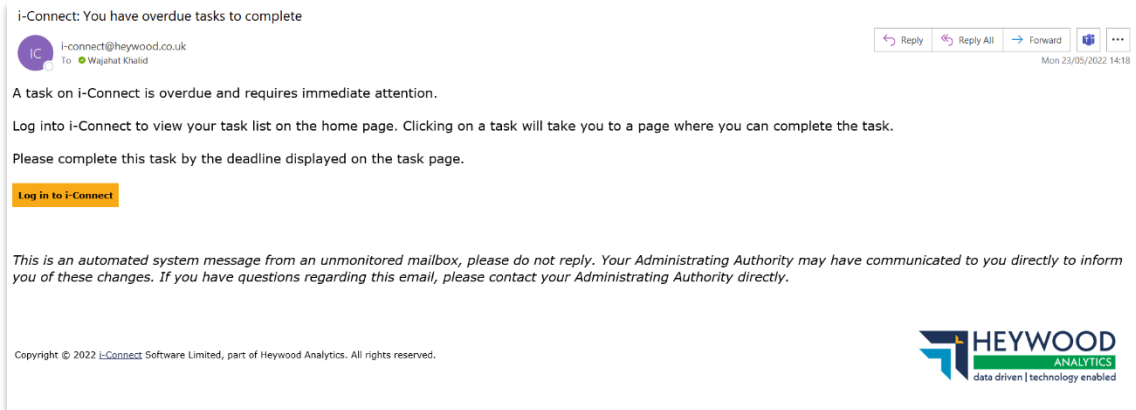 i-Connect: You have overdue tasks to complete
IC
i-connect@heywood.co.uk
To Wajahat Khalid
Reply
Reply All
Forward
Mon 23/05/2022 14:18
A task on i-Connect is overdue and requires immediate attention.
Log into i-Connect to view your task list on the home page. Clicking on a task will take you to a page where you can complete the task.
Please complete this task by the deadline displayed on the task page.
Log in to i-Connect
This is an automated system message from an unmonitored mailbox, please do not reply. Your Administrating Authority may have communicated to you directly to inform
you of these changes. If you have questions regarding this email, please contact your Administrating Authority directly.
Copyright © 2022 i-Connect Software Limited, part of Heywood Analytics. All rights reserved.
HEYWOOD
ANALYTICS
data driven | technology enabled